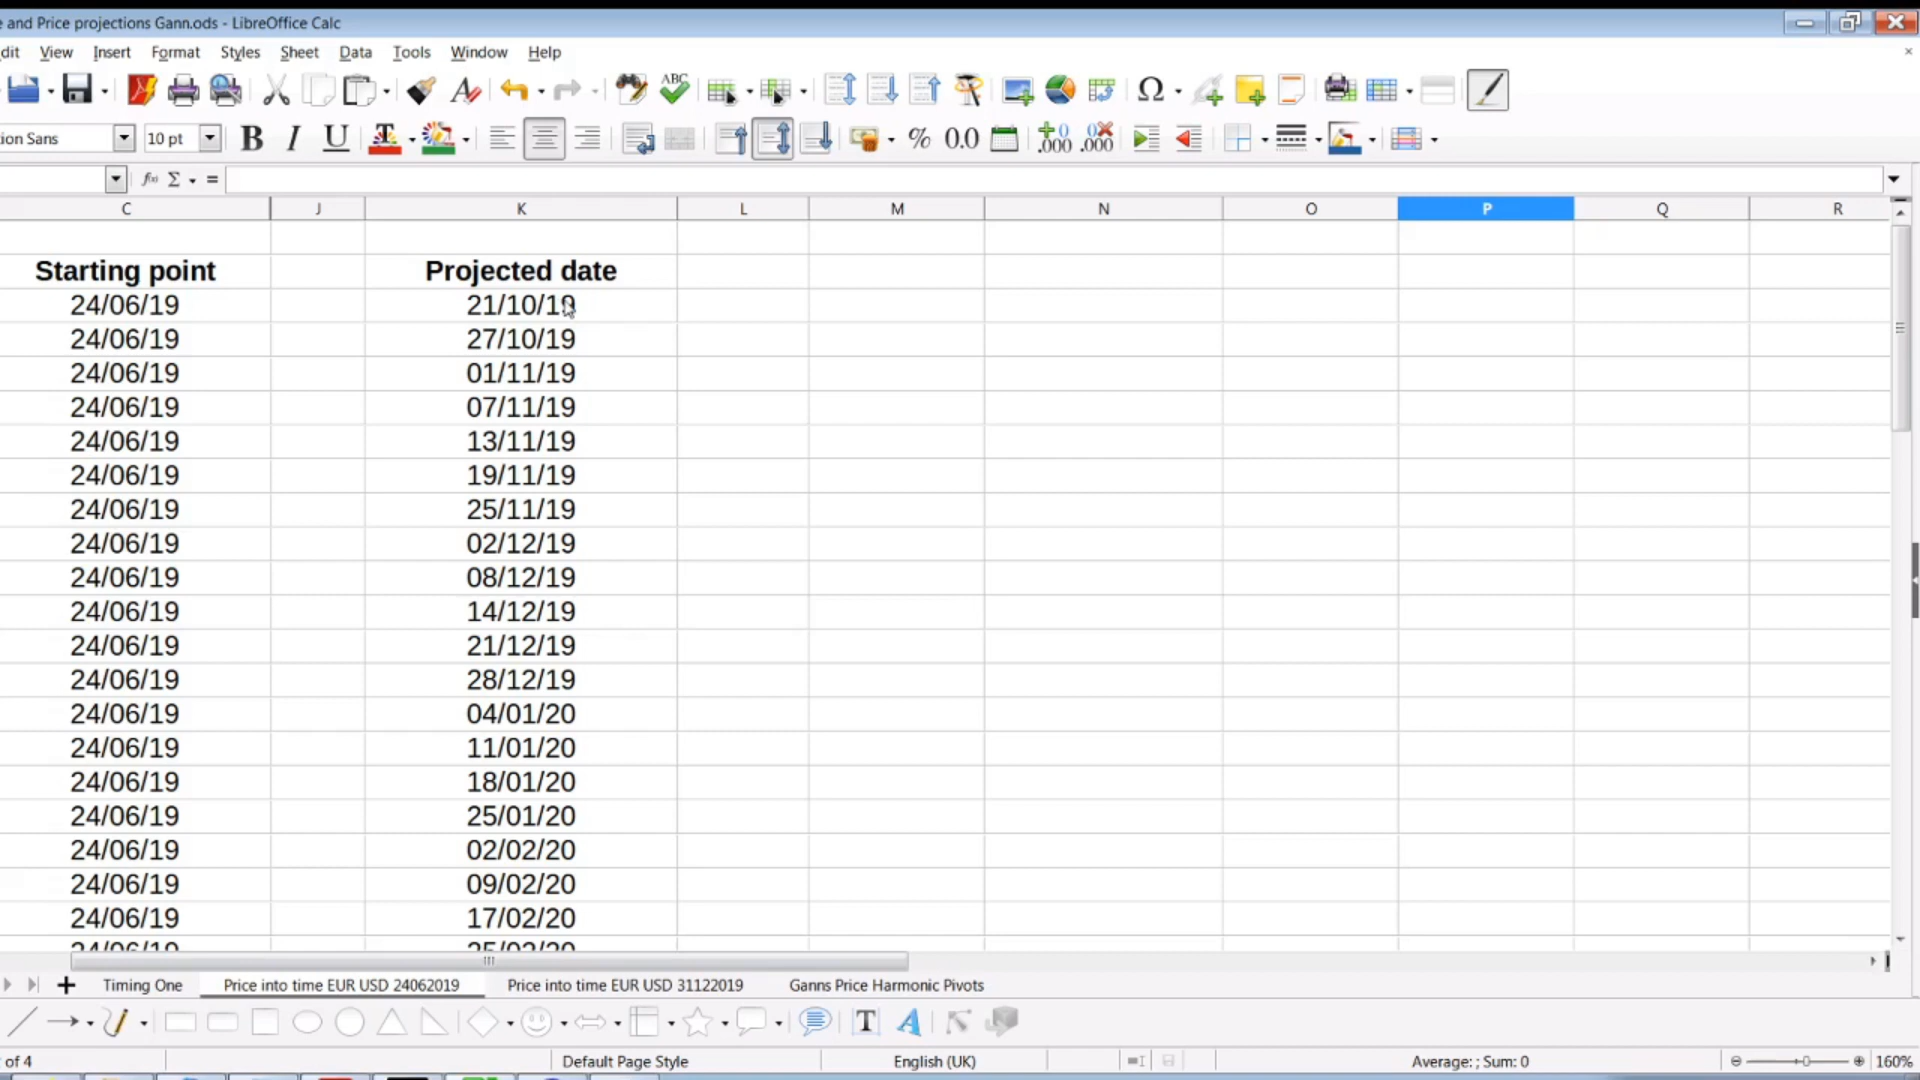 e and Price projections Gann.ods - LibreOffice Calc
dit View Insert Format Styles Sheet Data Tools Window Help
ion Sans 10 pt
C J K L M N O P Q R
Starting point Projected date
24/06/19 21/10/19
24/06/19 27/10/19
24/06/19 01/11/19
24/06/19 07/11/19
24/06/19 13/11/19
24/06/19 19/11/19
24/06/19 25/11/19
24/06/19 02/12/19
24/06/19 08/12/19
24/06/19 14/12/19
24/06/19 21/12/19
24/06/19 28/12/19
24/06/19 04/01/20
24/06/19 11/01/20
24/06/19 18/01/20
24/06/19 25/01/20
24/06/19 02/02/20
24/06/19 09/02/20
24/06/19 17/02/20
24/06/19 25/02/20
Timing One Price into time EUR USD 24062019 Price into time EUR USD 31122019 Ganns Price Harmonic Pivots
of 4 Default Page Style English (UK) Average: ; Sum: 0 160%